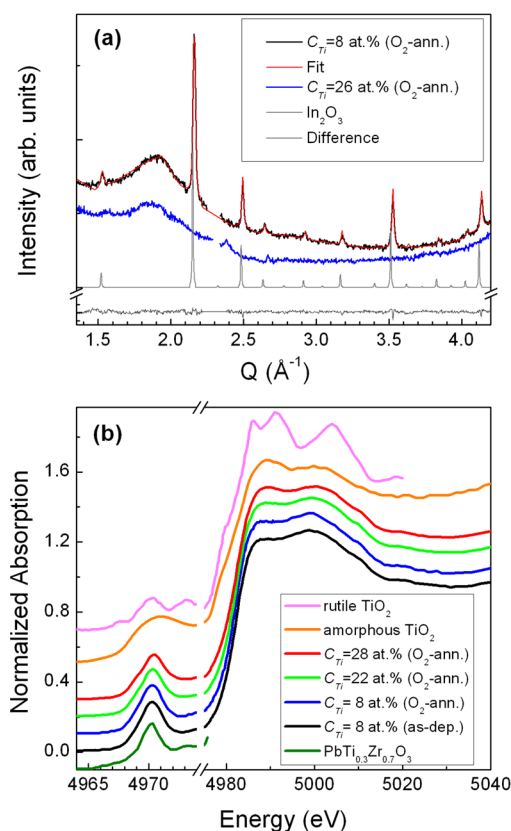 (a)
C_Ti=8 at.% (O₂-ann.)
Fit
C_Ti=26 at.% (O₂-ann.)
In₂O₃
Difference
Intensity (arb. units)
1.5 2.0 2.5 3.0 3.5 4.0
Q (Å⁻¹)
(b)
1.6
1.2
0.8
0.4
0.0
Normalized Absorption
rutile TiO₂
amorphous TiO₂
C_Ti=28 at.% (O₂-ann.)
C_Ti=22 at.% (O₂-ann.)
C_Ti= 8 at.% (O₂-ann.)
C_Ti= 8 at.% (as-dep.)
PbTi₀.₃Zr₀.₇O₃
4965 4970 4980 5000 5020 5040
Energy (eV)